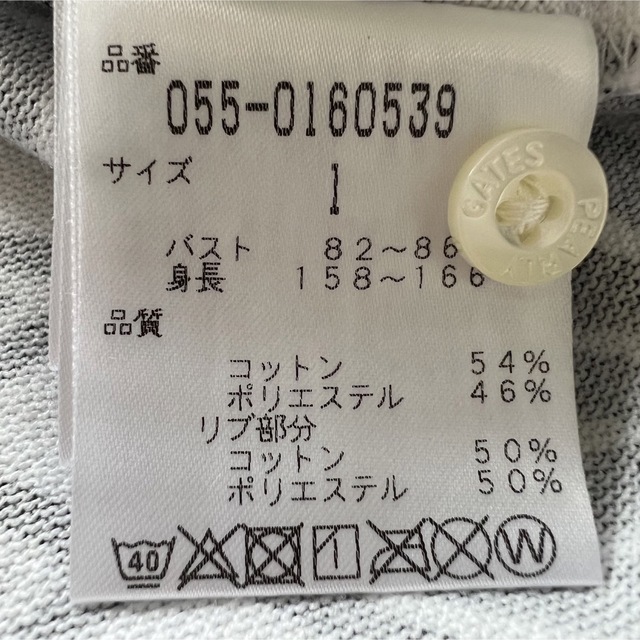 品番
055-0160539
サイズ
1
バスト 82～86
身長 158～166
品質
コットン 54%
ポリエステル 46%
リブ部分
コットン 50%
ポリエステル 50%
40
W
PEARLY GATES